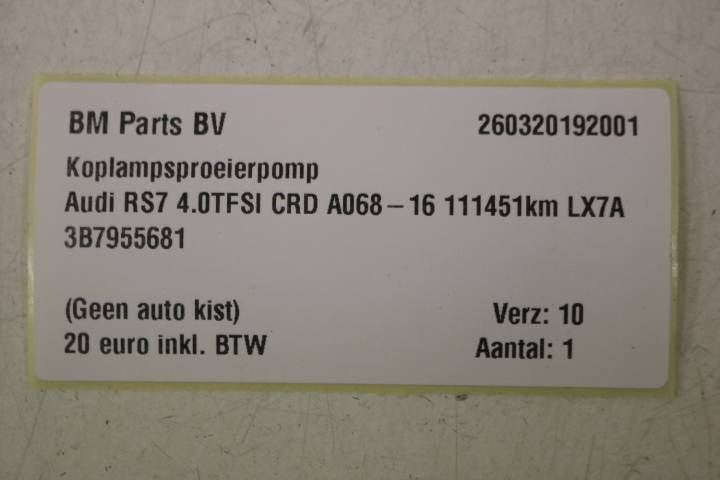 BM Parts BV 260320192001
Koplampsproeierpomp
Audi RS7 4.0TFSI CRD A068-16 111451km LX7A
3B7955681
(Geen auto kist) Verz: 10
20 euro inkl. BTW Aantal: 1